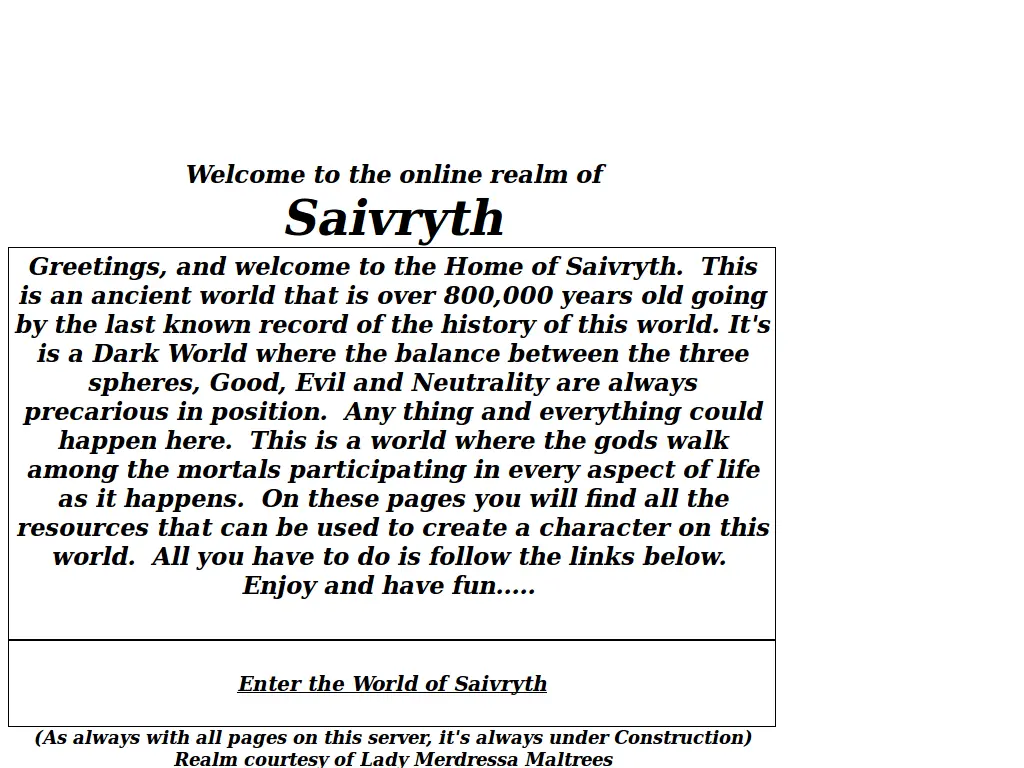 Welcome to the online realm of
Saivryth
Greetings, and welcome to the Home of Saivryth.  This
is an ancient world that is over 800,000 years old going
by the last known record of the history of this world. It's
is a Dark World where the balance between the three
spheres, Good, Evil and Neutrality are always
precarious in position.  Any thing and everything could
happen here.  This is a world where the gods walk
among the mortals participating in every aspect of life
as it happens.  On these pages you will find all the
resources that can be used to create a character on this
world.  All you have to do is follow the links below.
Enjoy and have fun.....
Enter the World of Saivryth
(As always with all pages on this server, it's always under Construction)
Realm courtesy of Lady Merdressa Maltrees